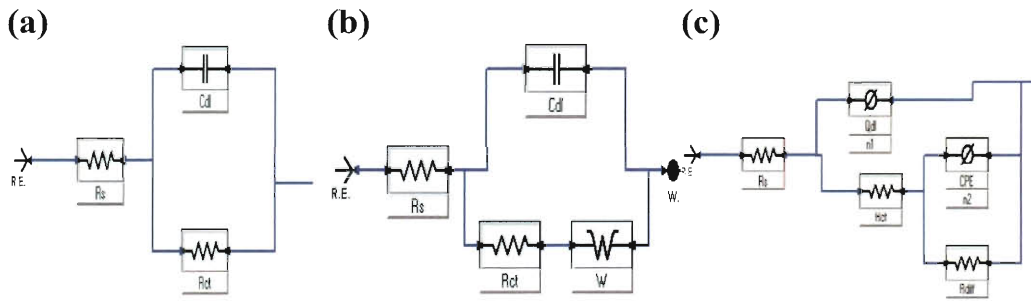 (a)
(b)
(c)
Cdl
R.E.
Rs
Rct
Cdl
R.E.
Rs
W.
Rct
W
Qdl
n1
Rs
Rct
CPE
n2
Rdiff